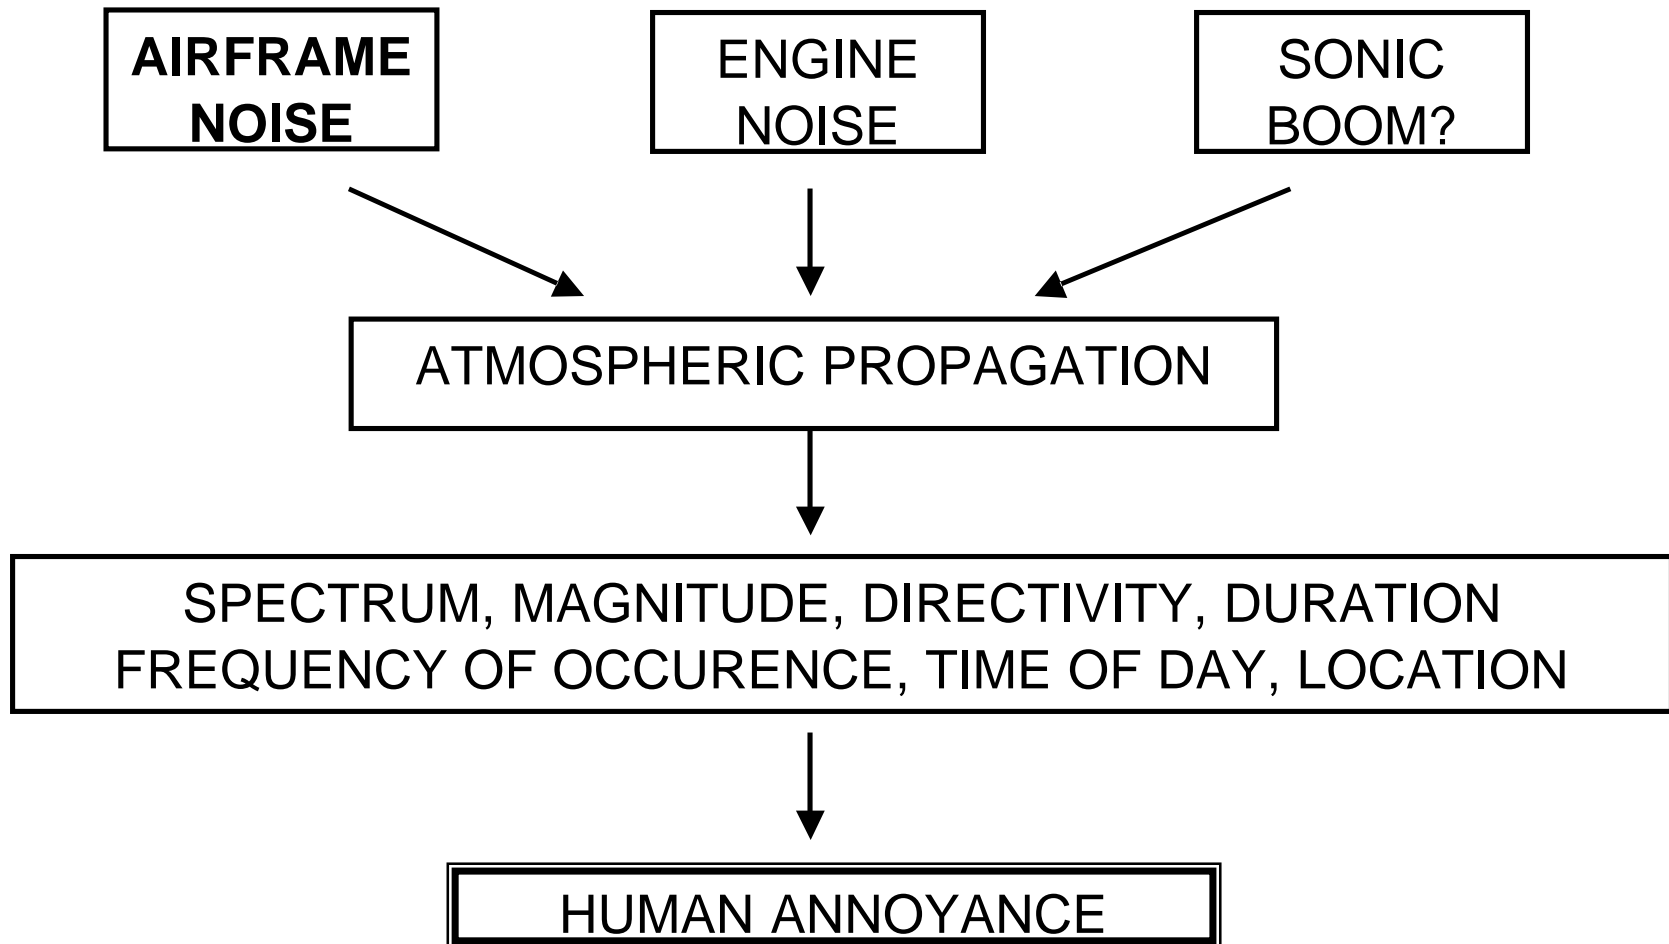 AIRFRAME
NOISE
ENGINE
NOISE
SONIC
BOOM?
ATMOSPHERIC PROPAGATION
SPECTRUM, MAGNITUDE, DIRECTIVITY, DURATION
FREQUENCY OF OCCURENCE, TIME OF DAY, LOCATION
HUMAN ANNOYANCE